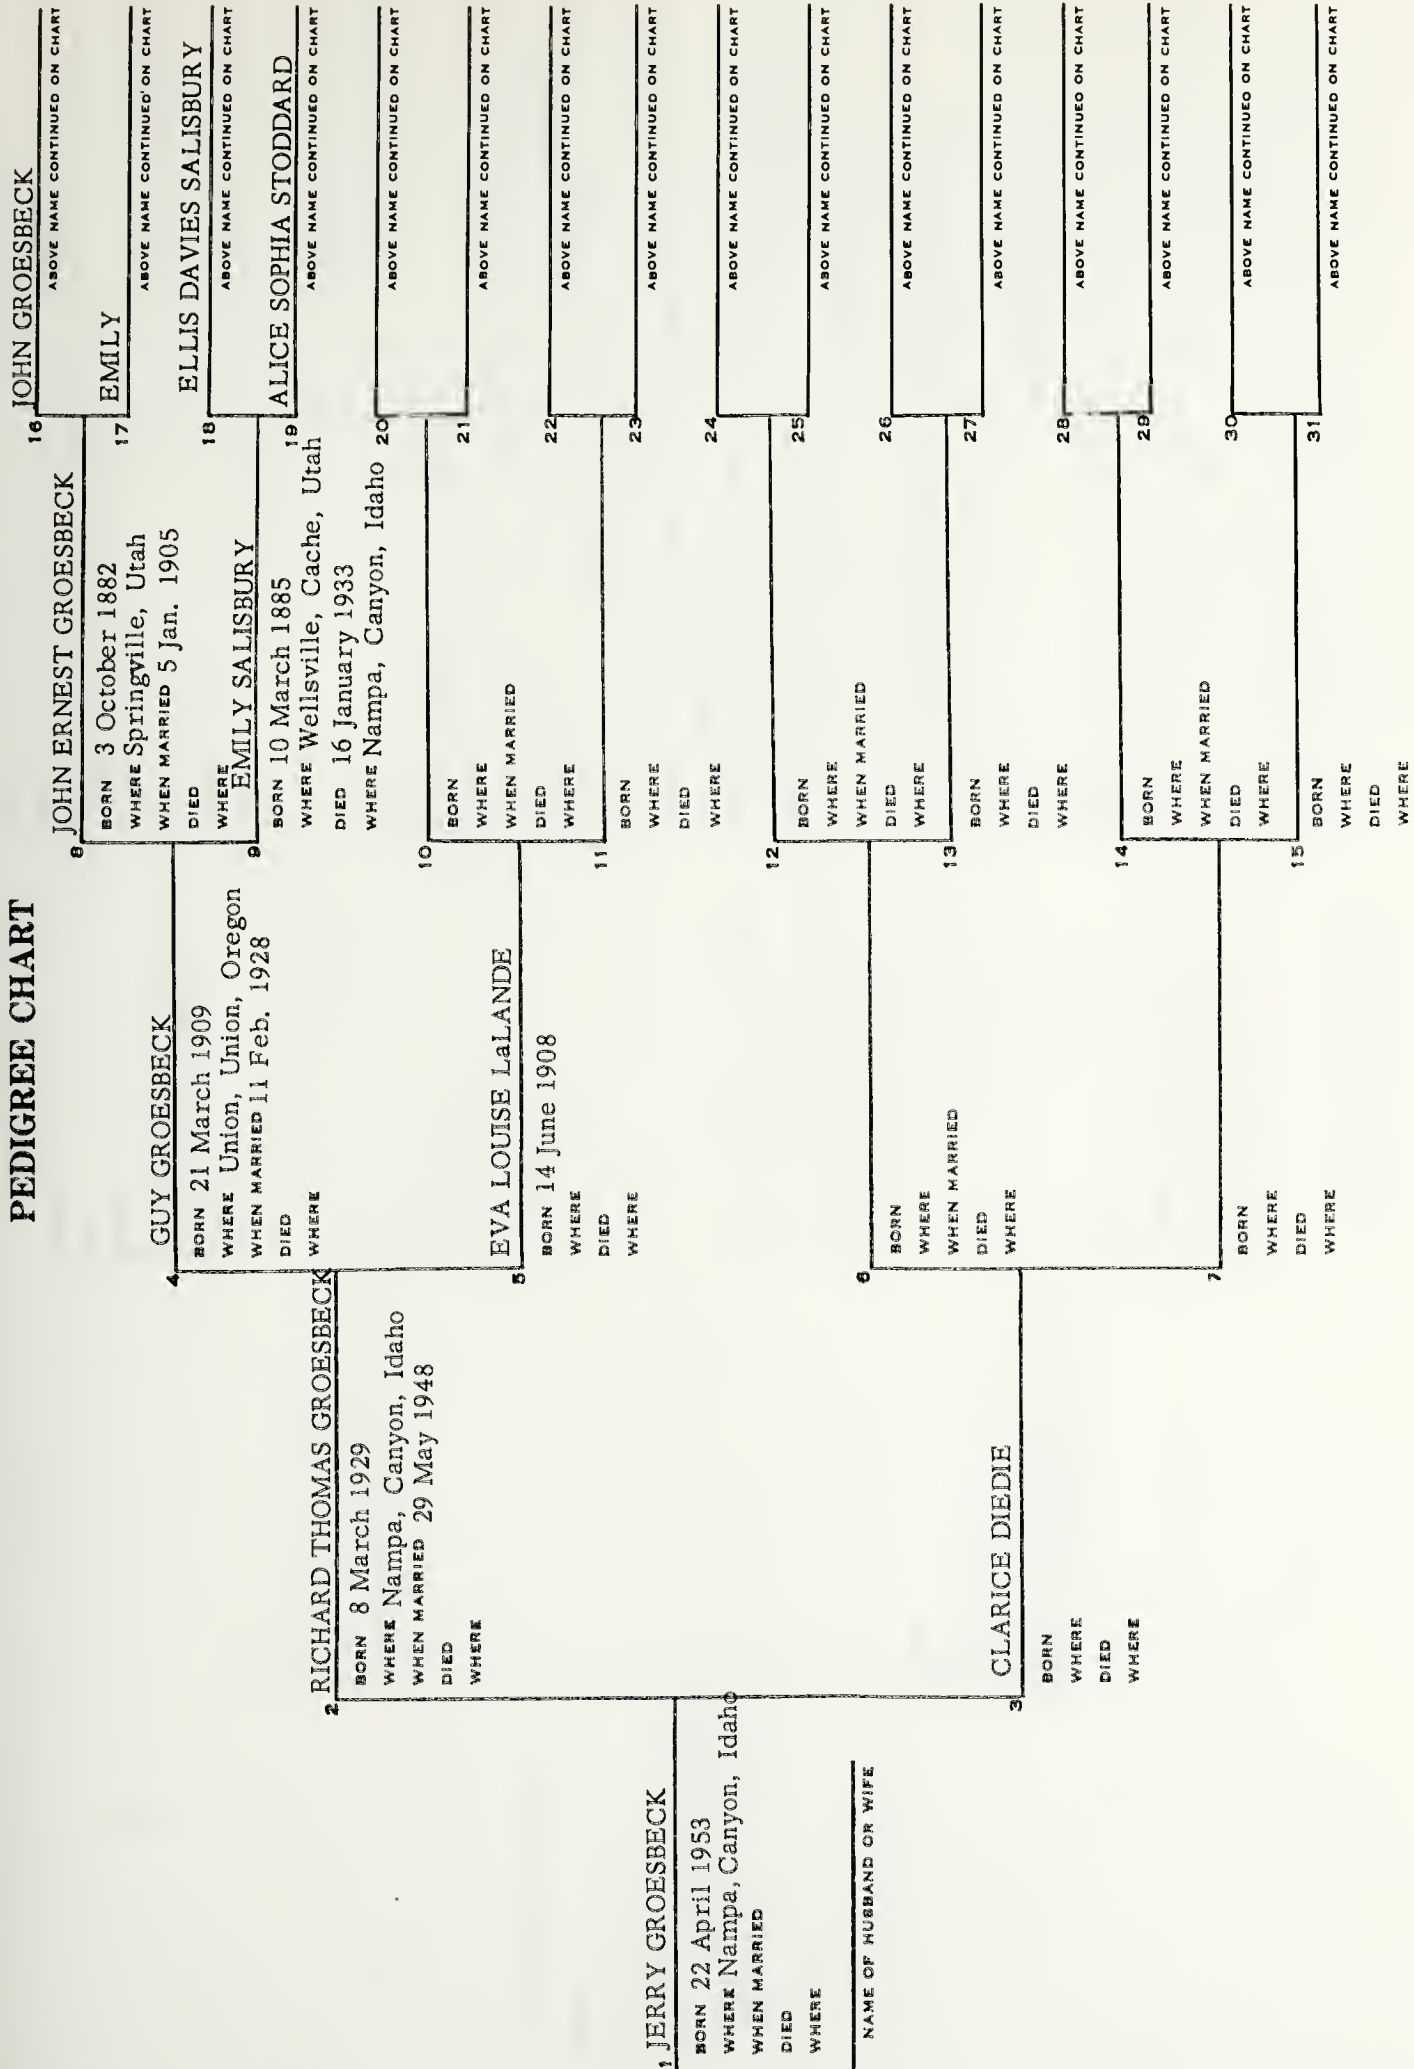 PEDIGREE CHART
1 JERRY GROESBECK
BORN 22 April 1953
WHERE Nampa, Canyon, Idaho
WHEN MARRIED
DIED
WHERE
NAME OF HUSBAND OR WIFE
2 RICHARD THOMAS GROESBECK
BORN 8 March 1929
WHERE Nampa, Canyon, Idaho
WHEN MARRIED 29 May 1948
DIED
WHERE
3 CLARICE DIEDIE
BORN
WHERE
DIED
WHERE
4 GUY GROESBECK
BORN 21 March 1909
WHERE Union, Union, Oregon
WHEN MARRIED 11 Feb. 1928
DIED
WHERE
5 EVA LOUISE LaLANDE
BORN 14 June 1908
WHERE
DIED
WHERE
6
BORN
WHERE
WHEN MARRIED
DIED
WHERE
7
BORN
WHERE
DIED
WHERE
8 JOHN ERNEST GROESBECK
BORN 3 October 1882
WHERE Springville, Utah
WHEN MARRIED 5 Jan. 1905
DIED
WHERE
9 EMILY SALISBURY
BORN 10 March 1885
WHERE Wellsville, Cache, Utah
DIED 16 January 1933
WHERE Nampa, Canyon, Idaho
10
BORN
WHERE
WHEN MARRIED
DIED
WHERE
11
BORN
WHERE
DIED
WHERE
12
BORN
WHERE
WHEN MARRIED
DIED
WHERE
13
BORN
WHERE
DIED
WHERE
14
BORN
WHERE
WHEN MARRIED
DIED
WHERE
15
BORN
WHERE
DIED
WHERE
16 JOHN GROESBECK
ABOVE NAME CONTINUED ON CHART
17 EMILY
ABOVE NAME CONTINUED ON CHART
18 ELLIS DAVIES SALISBURY
ABOVE NAME CONTINUED ON CHART
19 ALICE SOPHIA STODDARD
ABOVE NAME CONTINUED ON CHART
20
ABOVE NAME CONTINUED ON CHART
21
ABOVE NAME CONTINUED ON CHART
22
ABOVE NAME CONTINUED ON CHART
23
ABOVE NAME CONTINUED ON CHART
24
ABOVE NAME CONTINUED ON CHART
25
ABOVE NAME CONTINUED ON CHART
26
ABOVE NAME CONTINUED ON CHART
27
ABOVE NAME CONTINUED ON CHART
28
ABOVE NAME CONTINUED ON CHART
29
ABOVE NAME CONTINUED ON CHART
30
ABOVE NAME CONTINUED ON CHART
31
ABOVE NAME CONTINUED ON CHART